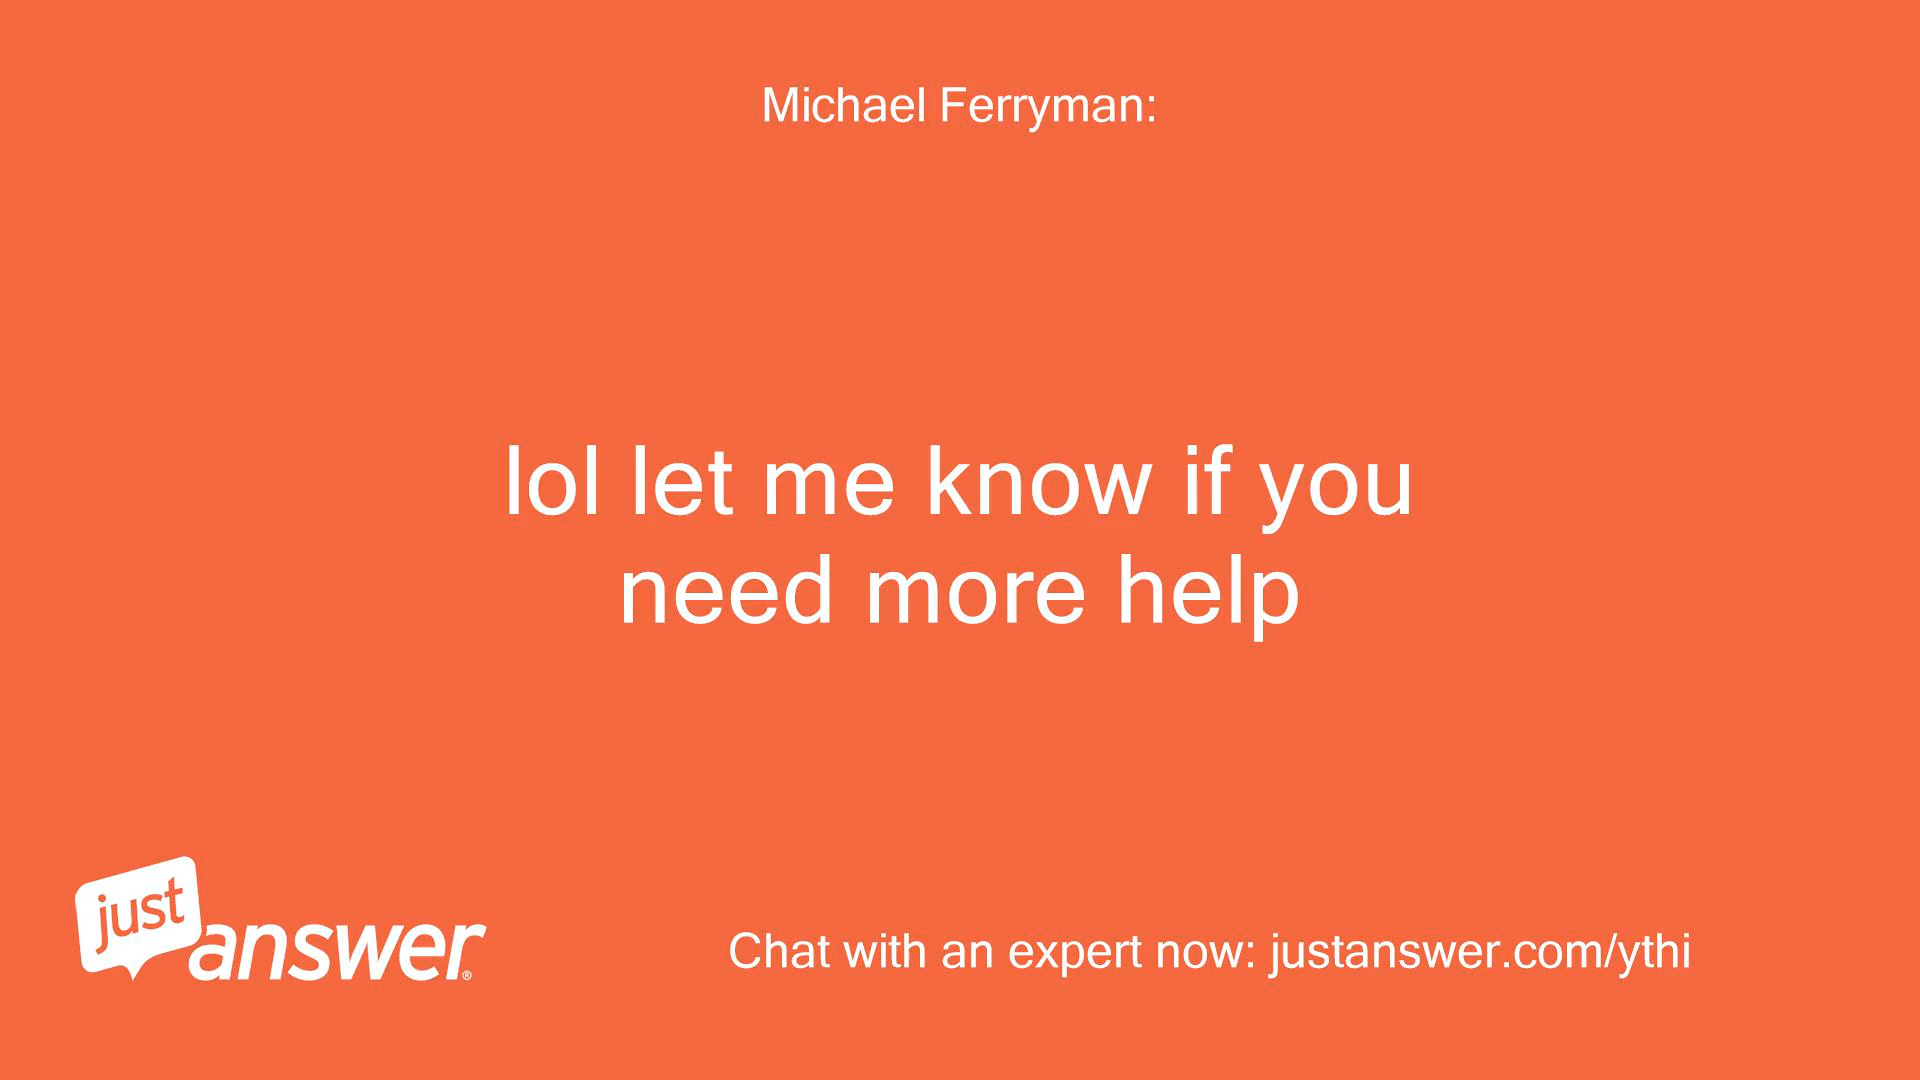 Michael Ferryman:
lol let me know if you
need more help
just
answer®
Chat with an expert now: justanswer.com/ythi